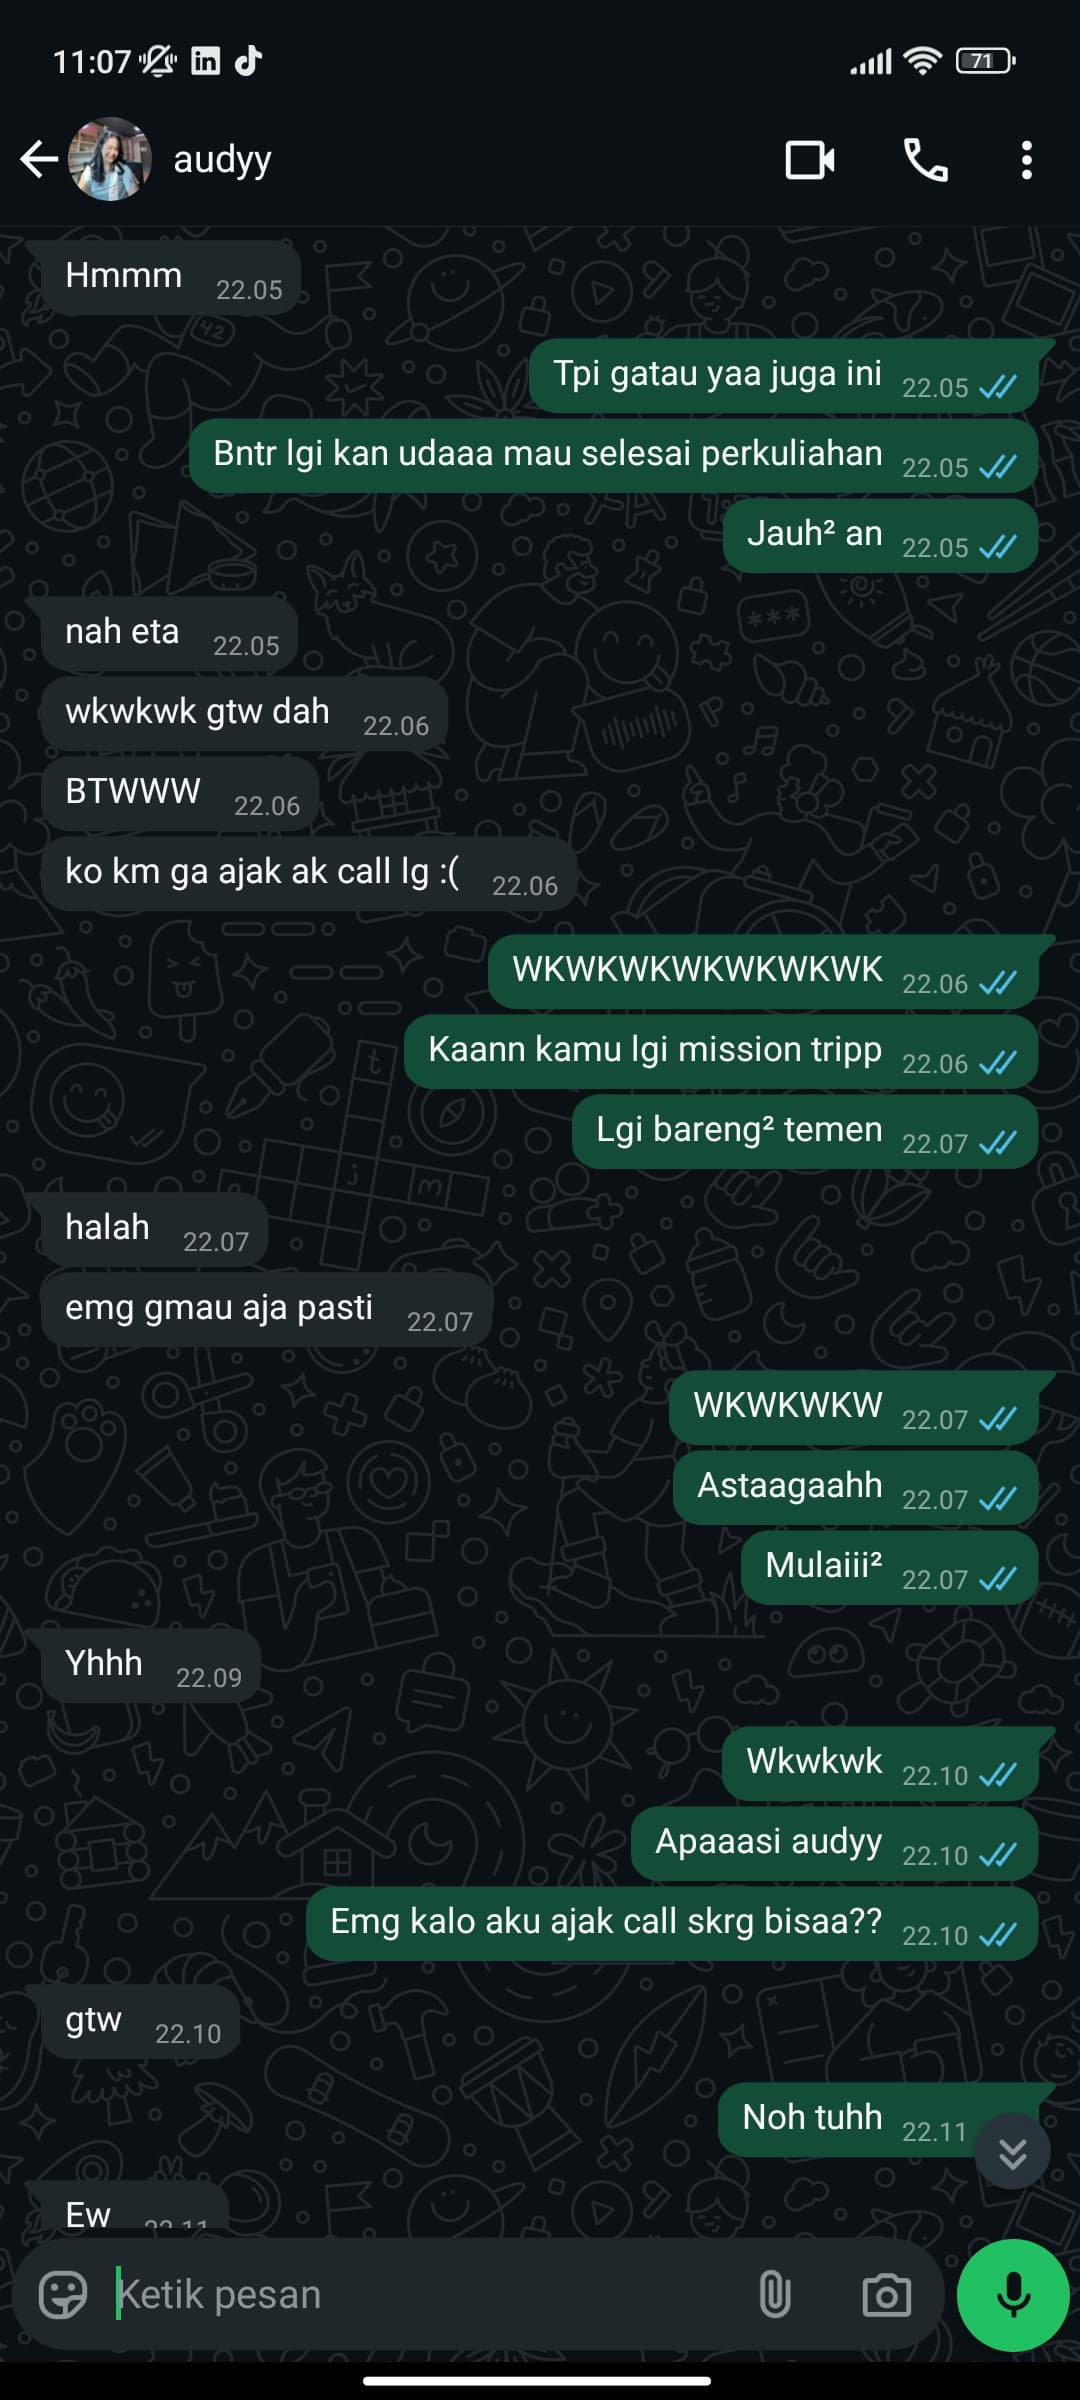 11:07
71
audyy
Hmmm 22.05
Tpi gatau yaa juga ini 22.05
Bntr lgi kan udaaa mau selesai perkuliahan 22.05
Jauh² an 22.05
nah eta 22.05
wkwkwk gtw dah 22.06
BTWWW 22.06
ko km ga ajak ak call lg :( 22.06
WKWKWKWKWKWKWK 22.06
Kaann kamu lgi mission tripp 22.06
Lgi bareng² temen 22.07
halah 22.07
emg gmau aja pasti 22.07
WKWKWKW 22.07
Astaagaahh 22.07
Mulaiii² 22.07
Yhhh 22.09
Wkwkwk 22.10
Apaaasi audyy 22.10
Emg kalo aku ajak call skrg bisaa?? 22.10
gtw 22.10
Noh tuhh 22.11
Ew 22.11
Ketik pesan